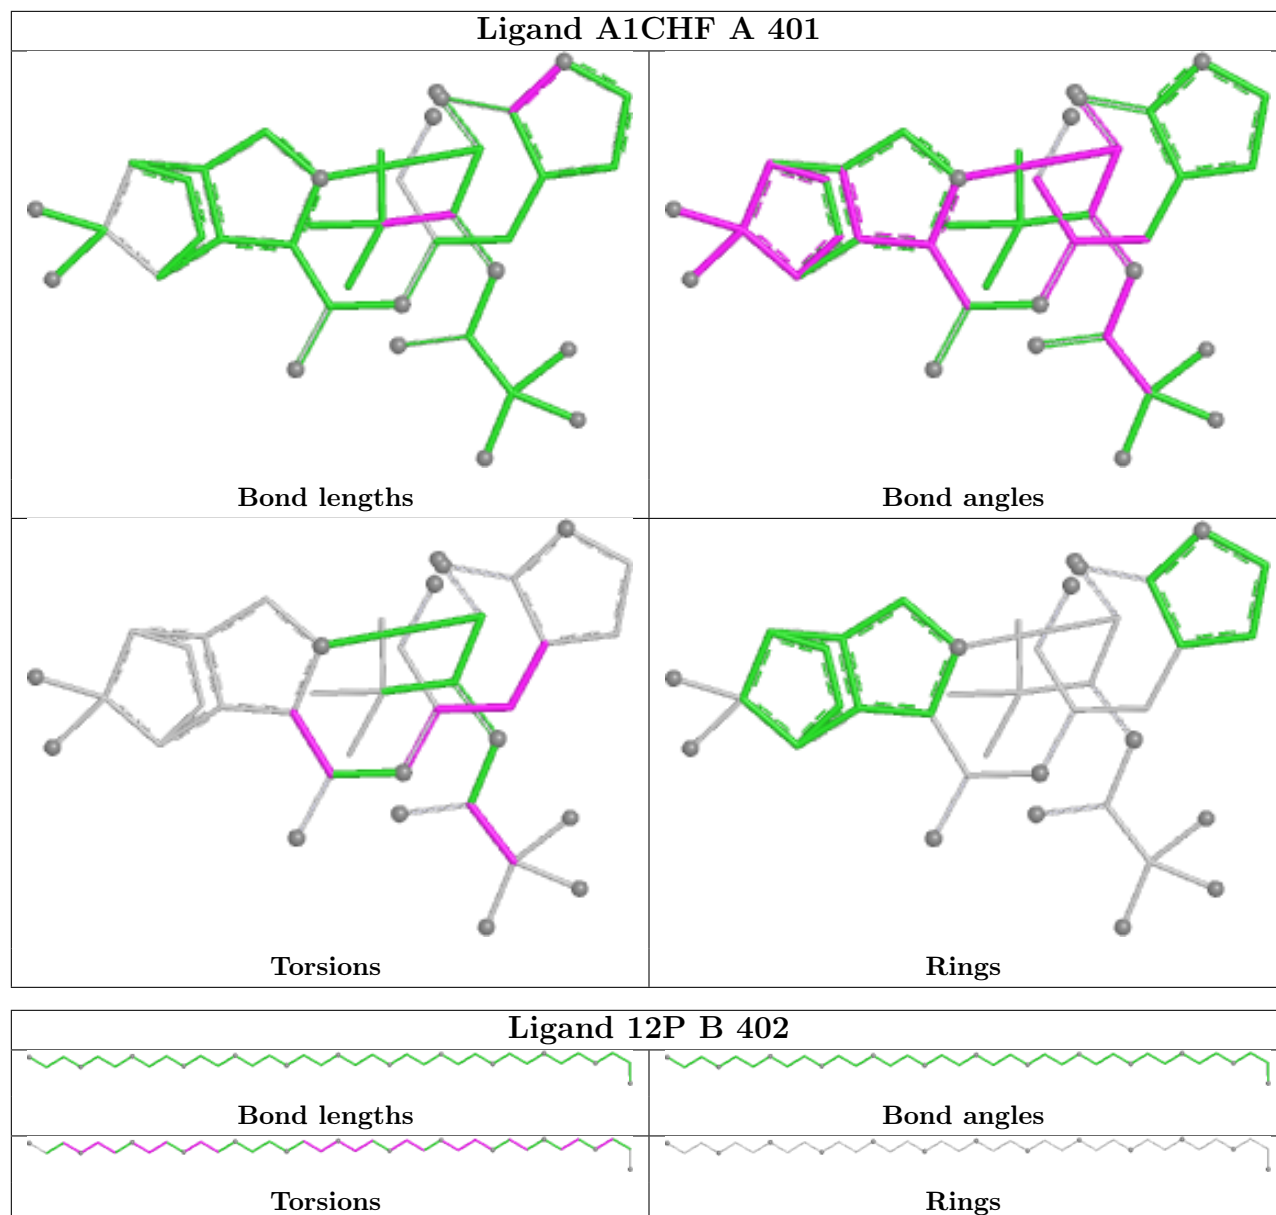 Ligand A1CHF A 401
Bond lengths
Bond angles
Torsions
Rings
Ligand 12P B 402
Bond lengths
Bond angles
Torsions
Rings